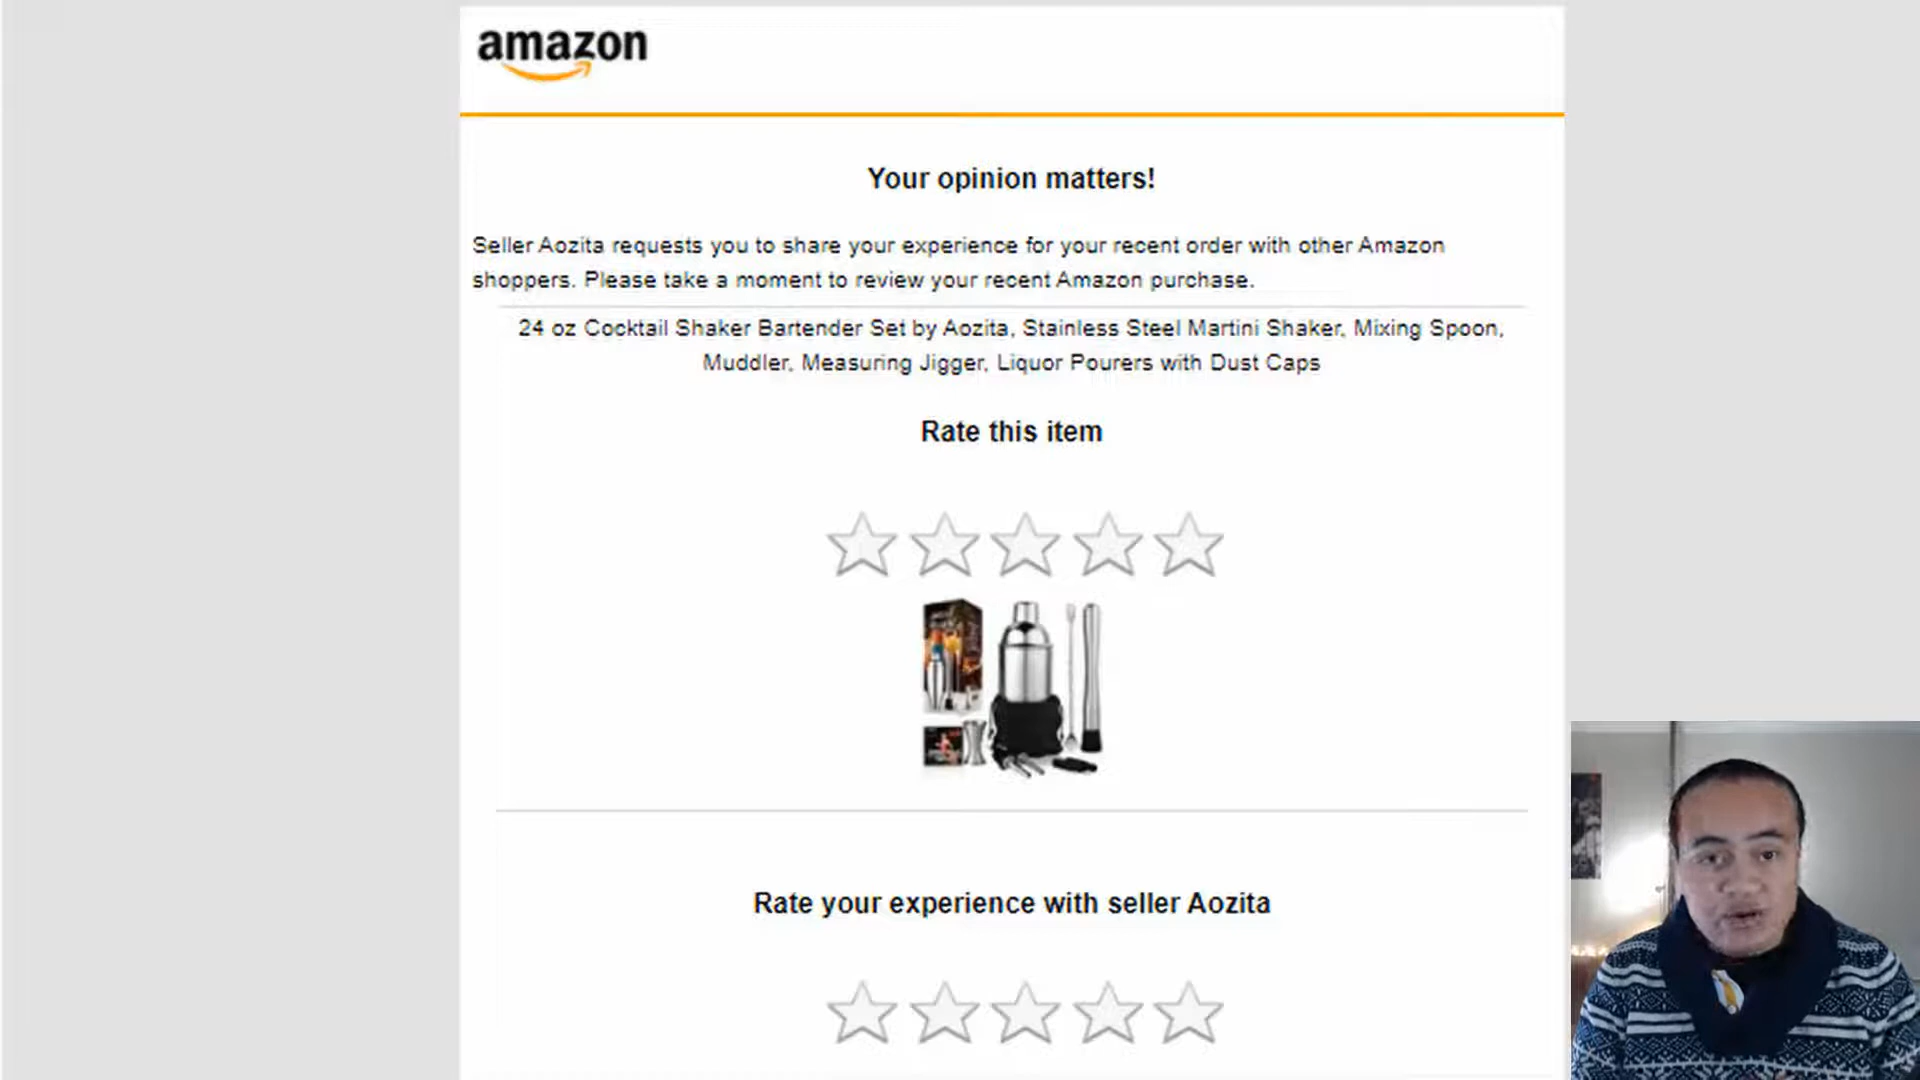 amazon
Your opinion matters!
Seller Aozita requests you to share your experience for your recent order with other Amazon
shoppers. Please take a moment to review your recent Amazon purchase.
24 oz Cocktail Shaker Bartender Set by Aozita, Stainless Steel Martini Shaker, Mixing Spoon,
Muddler, Measuring Jigger, Liquor Pourers with Dust Caps
Rate this item
Rate your experience with seller Aozita